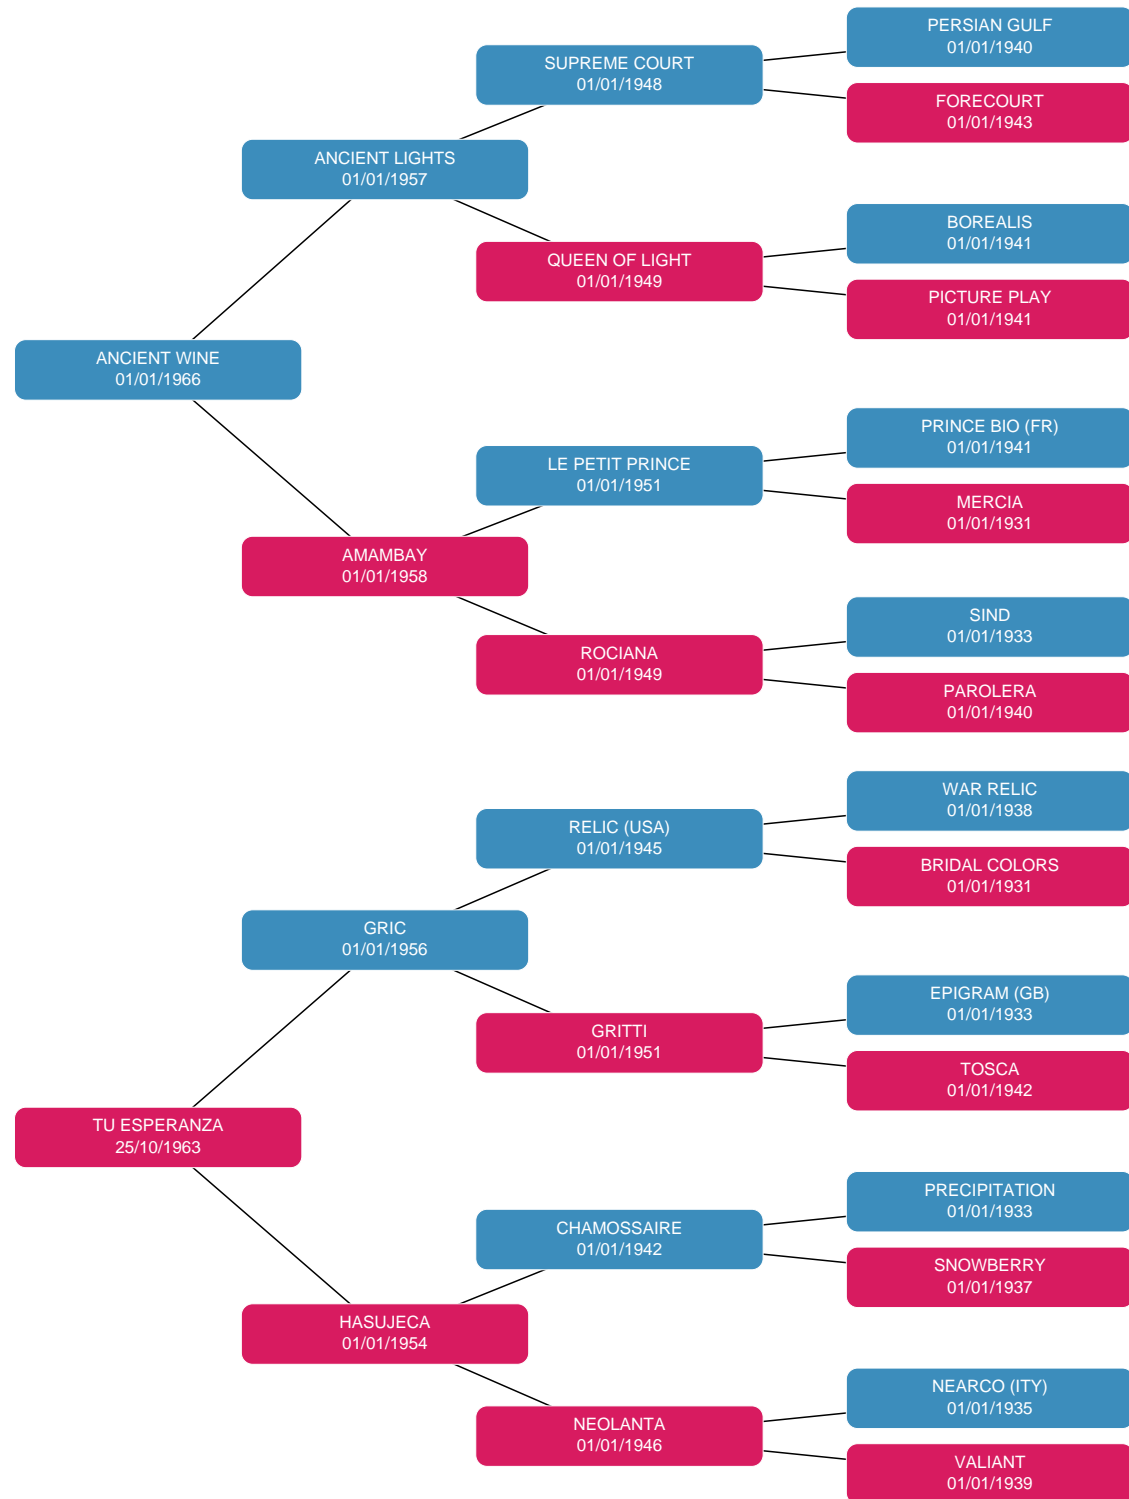 PERSIAN GULF
01/01/1940
SUPREME COURT
01/01/1948
FORECOURT
01/01/1943
ANCIENT LIGHTS
01/01/1957
BOREALIS
01/01/1941
QUEEN OF LIGHT
01/01/1949
PICTURE PLAY
01/01/1941
ANCIENT WINE
01/01/1966
PRINCE BIO (FR)
01/01/1941
LE PETIT PRINCE
01/01/1951
MERCIA
01/01/1931
AMAMBAY
01/01/1958
SIND
01/01/1933
ROCIANA
01/01/1949
PAROLERA
01/01/1940
WAR RELIC
01/01/1938
RELIC (USA)
01/01/1945
BRIDAL COLORS
01/01/1931
GRIC
01/01/1956
EPIGRAM (GB)
01/01/1933
GRITTI
01/01/1951
TOSCA
01/01/1942
TU ESPERANZA
25/10/1963
PRECIPITATION
01/01/1933
CHAMOSSAIRE
01/01/1942
SNOWBERRY
01/01/1937
HASUJECA
01/01/1954
NEARCO (ITY)
01/01/1935
NEOLANTA
01/01/1946
VALIANT
01/01/1939